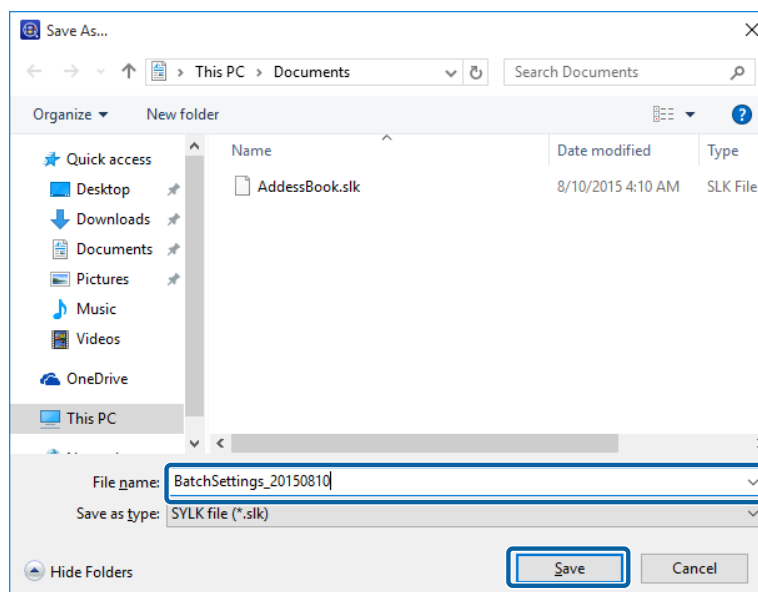 Save As...
This PC > Documents
Search Documents
Organize
New folder
Name
Date modified
Type
Quick access
AddessBook.slk
8/10/2015 4:10 AM
SLK File
Desktop
Downloads
Documents
Pictures
Music
Videos
OneDrive
This PC
File name: BatchSettings_20150810
Save as type: SYLK file (*.slk)
Hide Folders
Save
Cancel